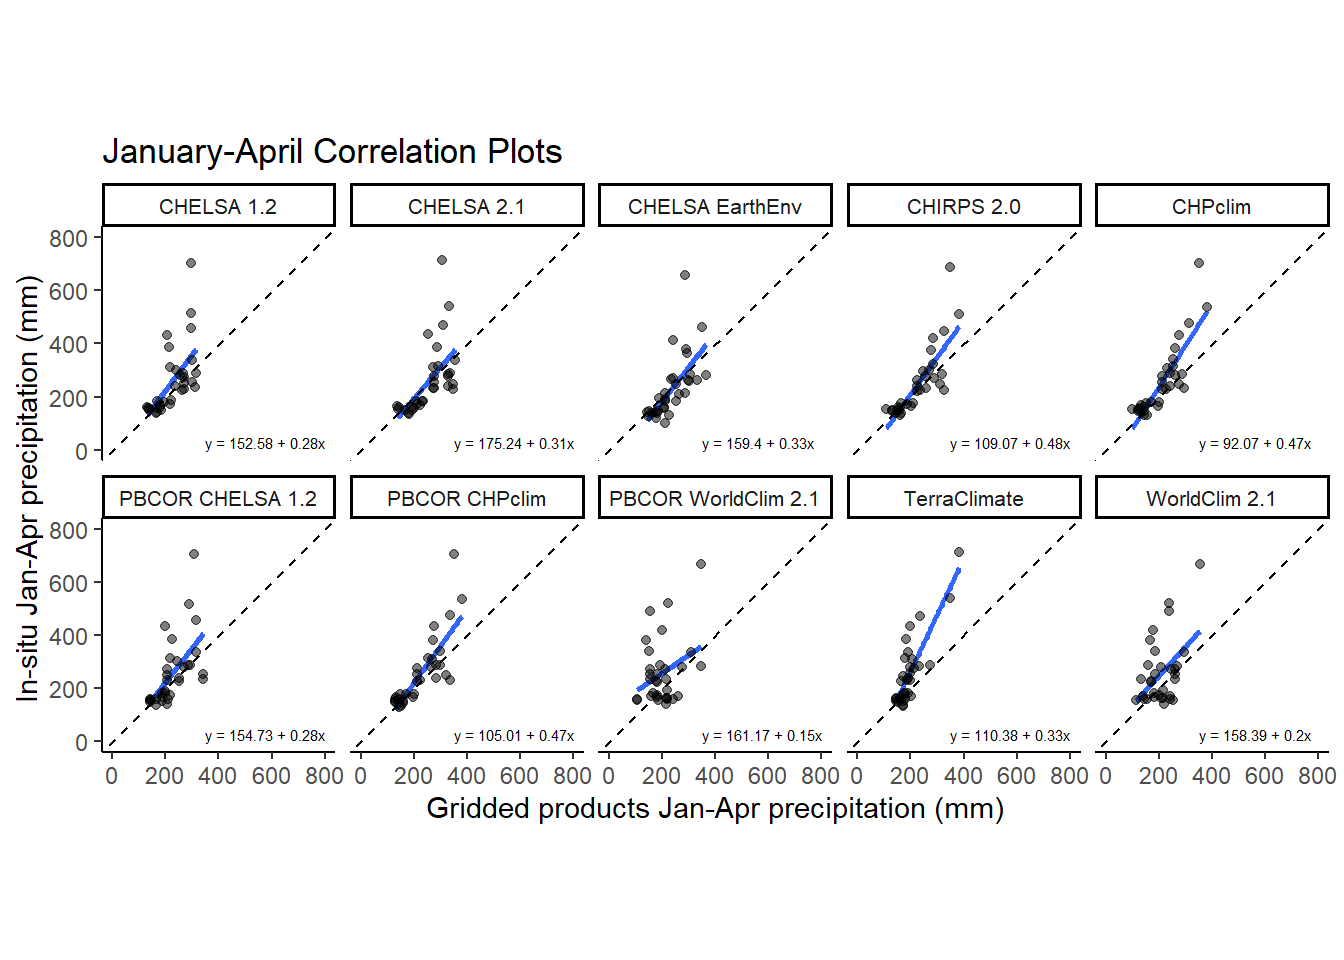 January-April Correlation Plots
CHELSA 1.2 CHELSA 2.1 CHELSA EarthEnv CHIRPS 2.0 CHPclim
800
600
400
200
0
y = 152.58 + 0.28x y = 175.24 + 0.31x y = 159.4 + 0.33x y = 109.07 + 0.48x y = 92.07 + 0.47x
In-situ Jan-Apr precipitation (mm)
PBCOR CHELSA 1.2 PBCOR CHPclim PBCOR WorldClim 2.1 TerraClimate WorldClim 2.1
800
600
400
200
0
y = 154.73 + 0.28x y = 105.01 + 0.47x y = 161.17 + 0.15x y = 110.38 + 0.33x y = 158.39 + 0.2x
0 200 400 600 800 0 200 400 600 800 0 200 400 600 800 0 200 400 600 800 0 200 400 600 800
Gridded products Jan-Apr precipitation (mm)